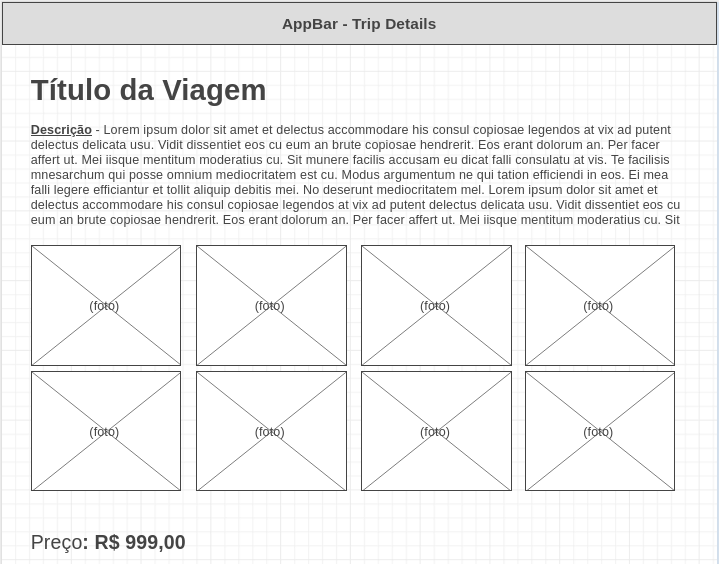 AppBar - Trip Details
Título da Viagem
Descrição - Lorem ipsum dolor sit amet et delectus accommodare his consul copiosae legendos at vix ad putent
delectus delicata usu. Vidit dissentiet eos cu eum an brute copiosae hendrerit. Eos erant dolorum an. Per facer
affert ut. Mei iisque mentitum moderatius cu. Sit munere facilis accusam eu dicat falli consulatu at vis. Te facilisis
mnesarchum qui posse omnium mediocritatem est cu. Modus argumentum ne qui tation efficiendi in eos. Ei mea
falli legere efficiantur et tollit aliquip debitis mei. No deserunt mediocritatem mel. Lorem ipsum dolor sit amet et
delectus accommodare his consul copiosae legendos at vix ad putent delectus delicata usu. Vidit dissentiet eos cu
eum an brute copiosae hendrerit. Eos erant dolorum an. Per facer affert ut. Mei iisque mentitum moderatius cu. Sit
(foto) (foto) (foto) (foto)
(foto) (foto) (foto) (foto)
Preço: R$ 999,00